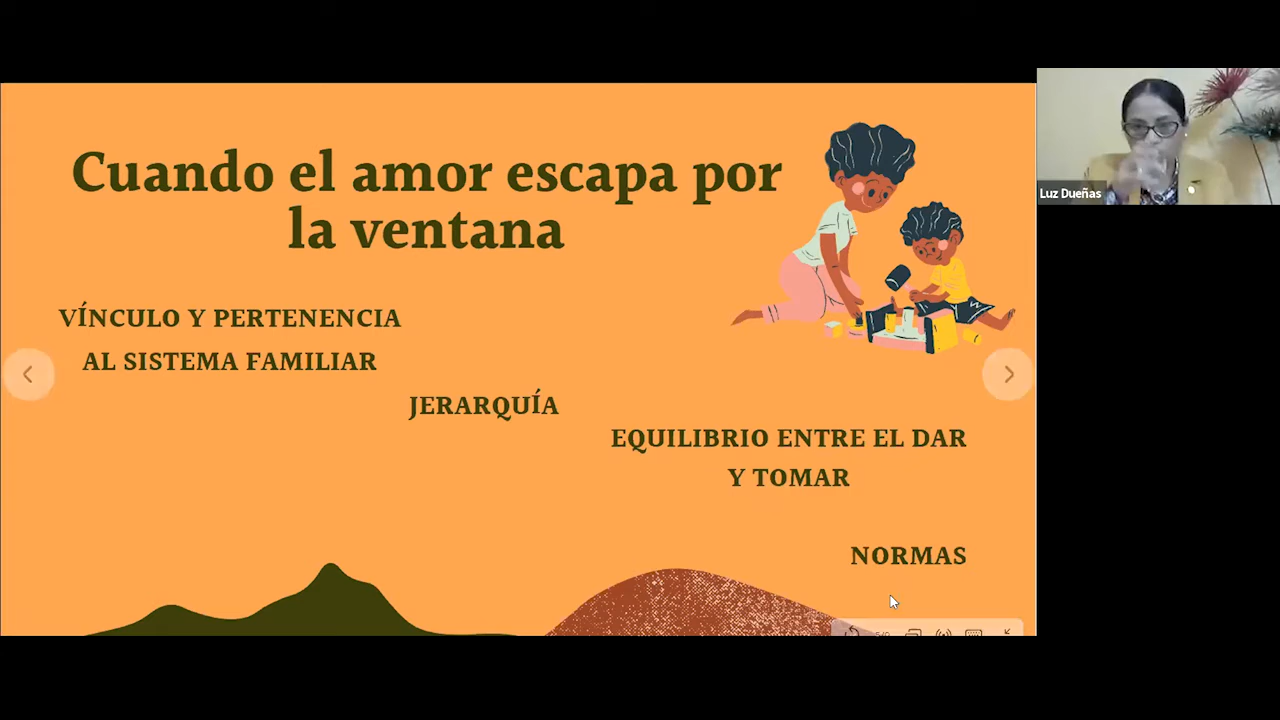 Cuando el amor escapa por
la ventana
VÍNCULO Y PERTENENCIA
AL SISTEMA FAMILIAR
JERARQUÍA
EQUILIBRIO ENTRE EL DAR
Y TOMAR
NORMAS
Luz Dueñas